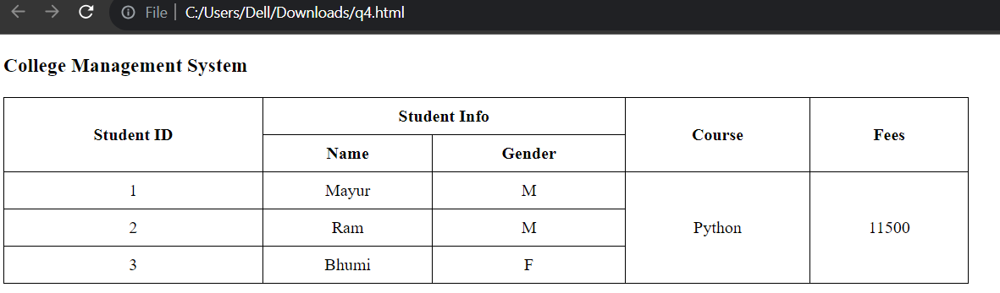 File | C:/Users/Dell/Downloads/q4.html
College Management System
Student ID Student Info Course Fees
Name Gender
1 Mayur M
2 Ram M Python 11500
3 Bhumi F